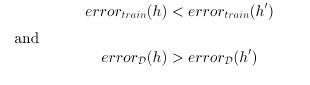 error_train(h) < error_train(h′)
and
error_𝒟(h) > error_𝒟(h′)